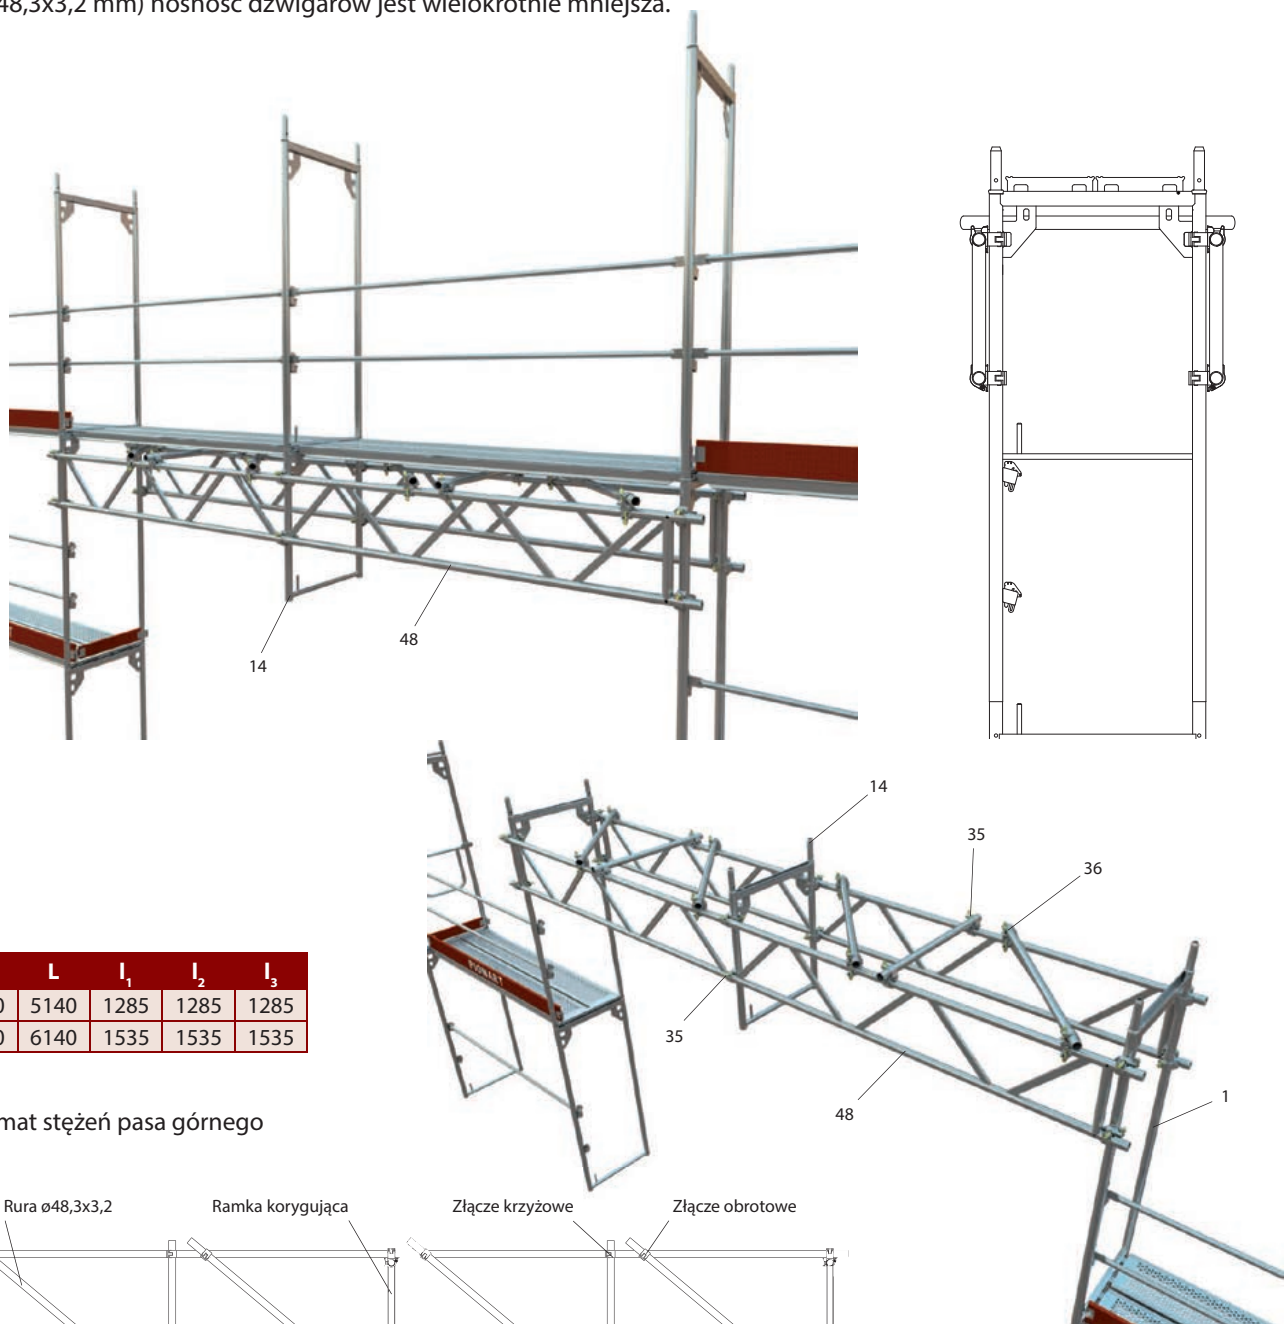 48,3x3,2 mm) nośność dźwigarów jest wielokrotnie mniejsza.
48
14
14
35
36
L l1 l2 l3
0 5140 1285 1285 1285
0 6140 1535 1535 1535
35
48
1
mat stężeń pasa górnego
Rura ø48,3x3,2 Ramka korygująca Złącze krzyżowe Złącze obrotowe